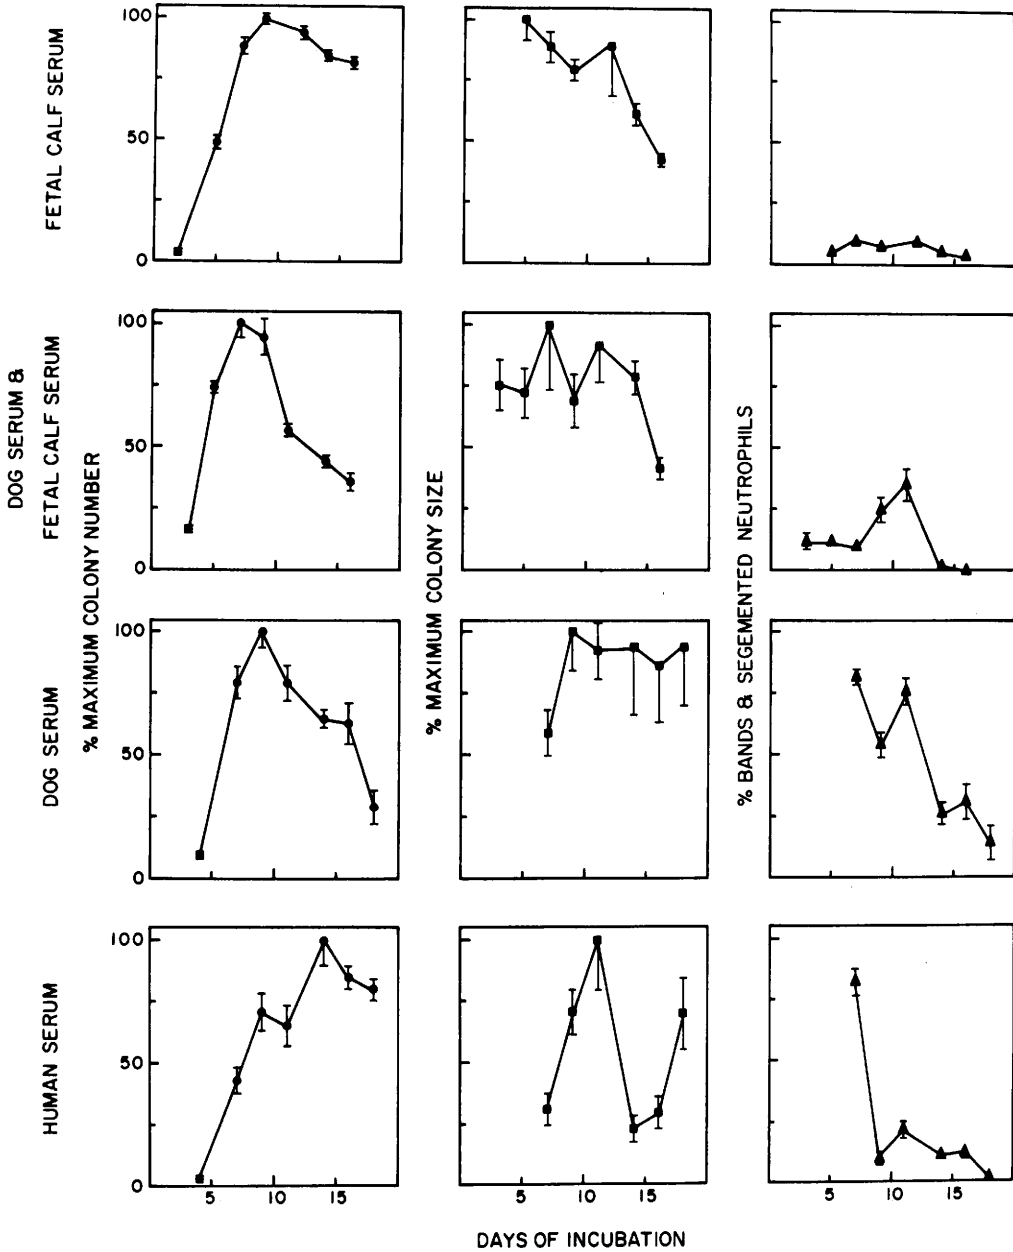 FETAL CALF SERUM
100
50
0
DOG SERUM &
FETAL CALF SERUM
100
50
0
% MAXIMUM COLONY NUMBER
% MAXIMUM COLONY SIZE
% BANDS & SEGEMENTED NEUTROPHILS
DOG SERUM
100
50
0
HUMAN SERUM
100
50
0
5 10 15
5 10 15
5 10 15
DAYS OF INCUBATION